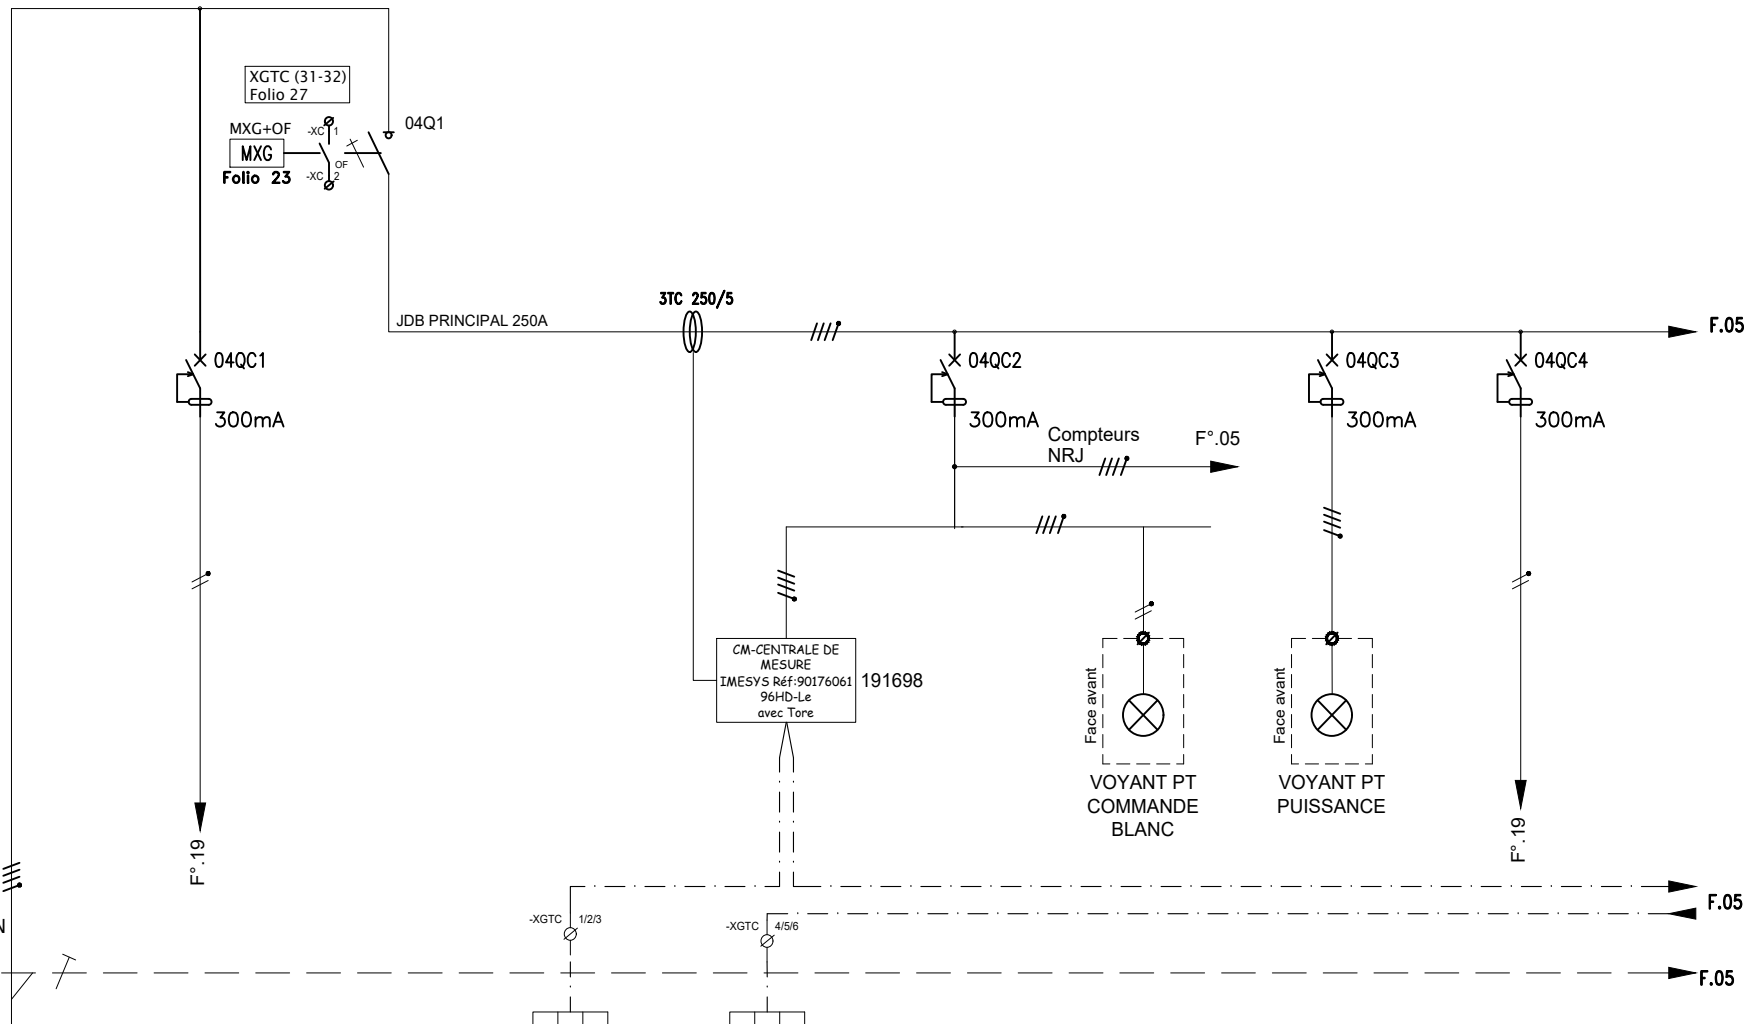 XGTC (31-32)
Folio 27
MXG+OF
MXG
Folio 23
-XC 1
OF
-XC 2
04Q1
3TC 250/5
JDB PRINCIPAL 250A
F.05
04QC1
300mA
04QC2
300mA
04QC3
300mA
04QC4
300mA
Compteurs
NRJ
F°.05
CM-CENTRALE DE
MESURE
IMESYS Réf:90176061
96HD-Le
avec Tore
191698
Face avant
Face avant
VOYANT PT
COMMANDE
BLANC
VOYANT PT
PUISSANCE
F°.19
F°.19
F.05
-XGTC 1/2/3
-XGTC 4/5/6
N
F.05